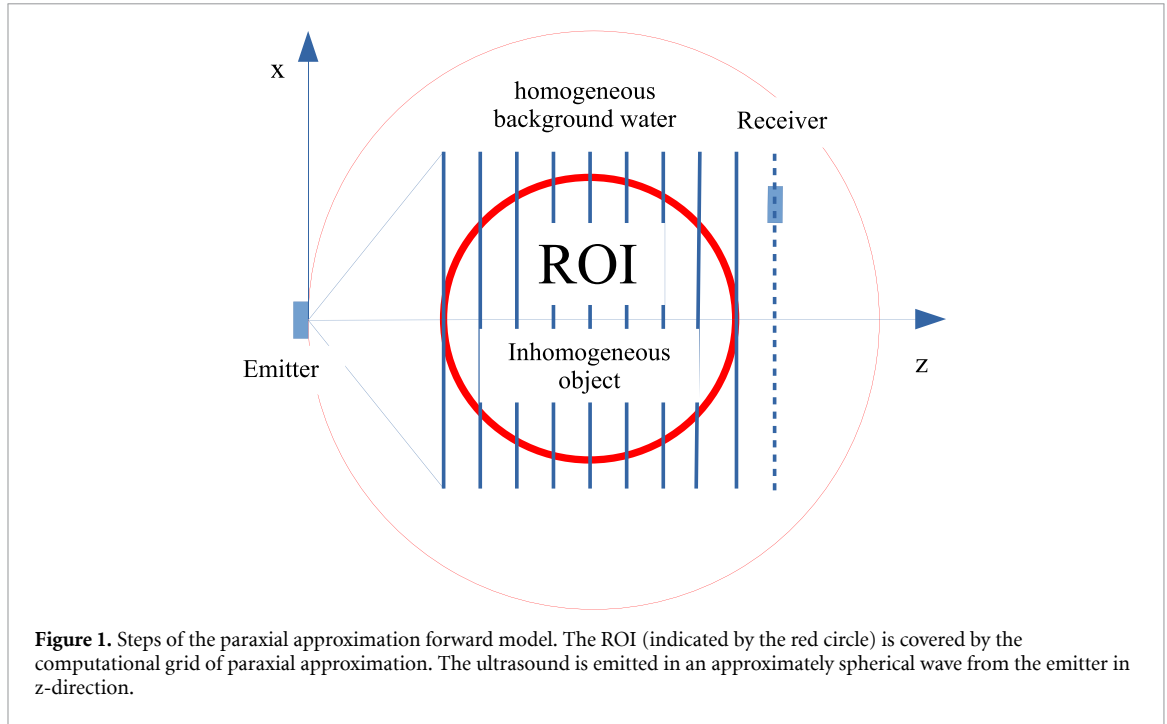 x
homogeneous
background water
Receiver
ROI
Inhomogeneous
object
Emitter
z
Figure 1. Steps of the paraxial approximation forward model. The ROI (indicated by the red circle) is covered by the
computational grid of paraxial approximation. The ultrasound is emitted in an approximately spherical wave from the emitter in
z-direction.